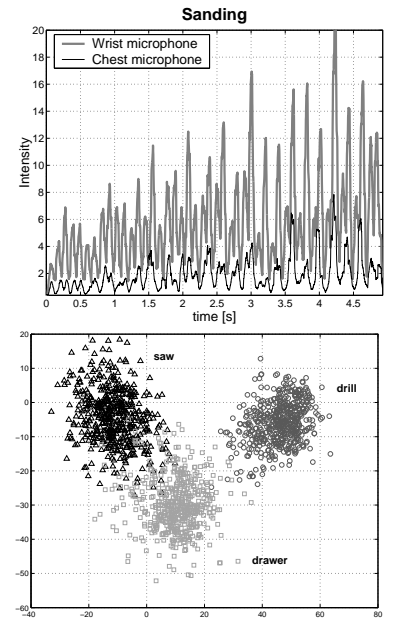 Sanding
20
18
16
14
12
10
8
6
4
2
Intensity
Wrist microphone
Chest microphone
0 0.5 1 1.5 2 2.5 3 3.5 4 4.5
time [s]
20
10
0
−10
−20
−30
−40
−50
−60
saw
drill
drawer
−40 −20 0 20 40 60 80